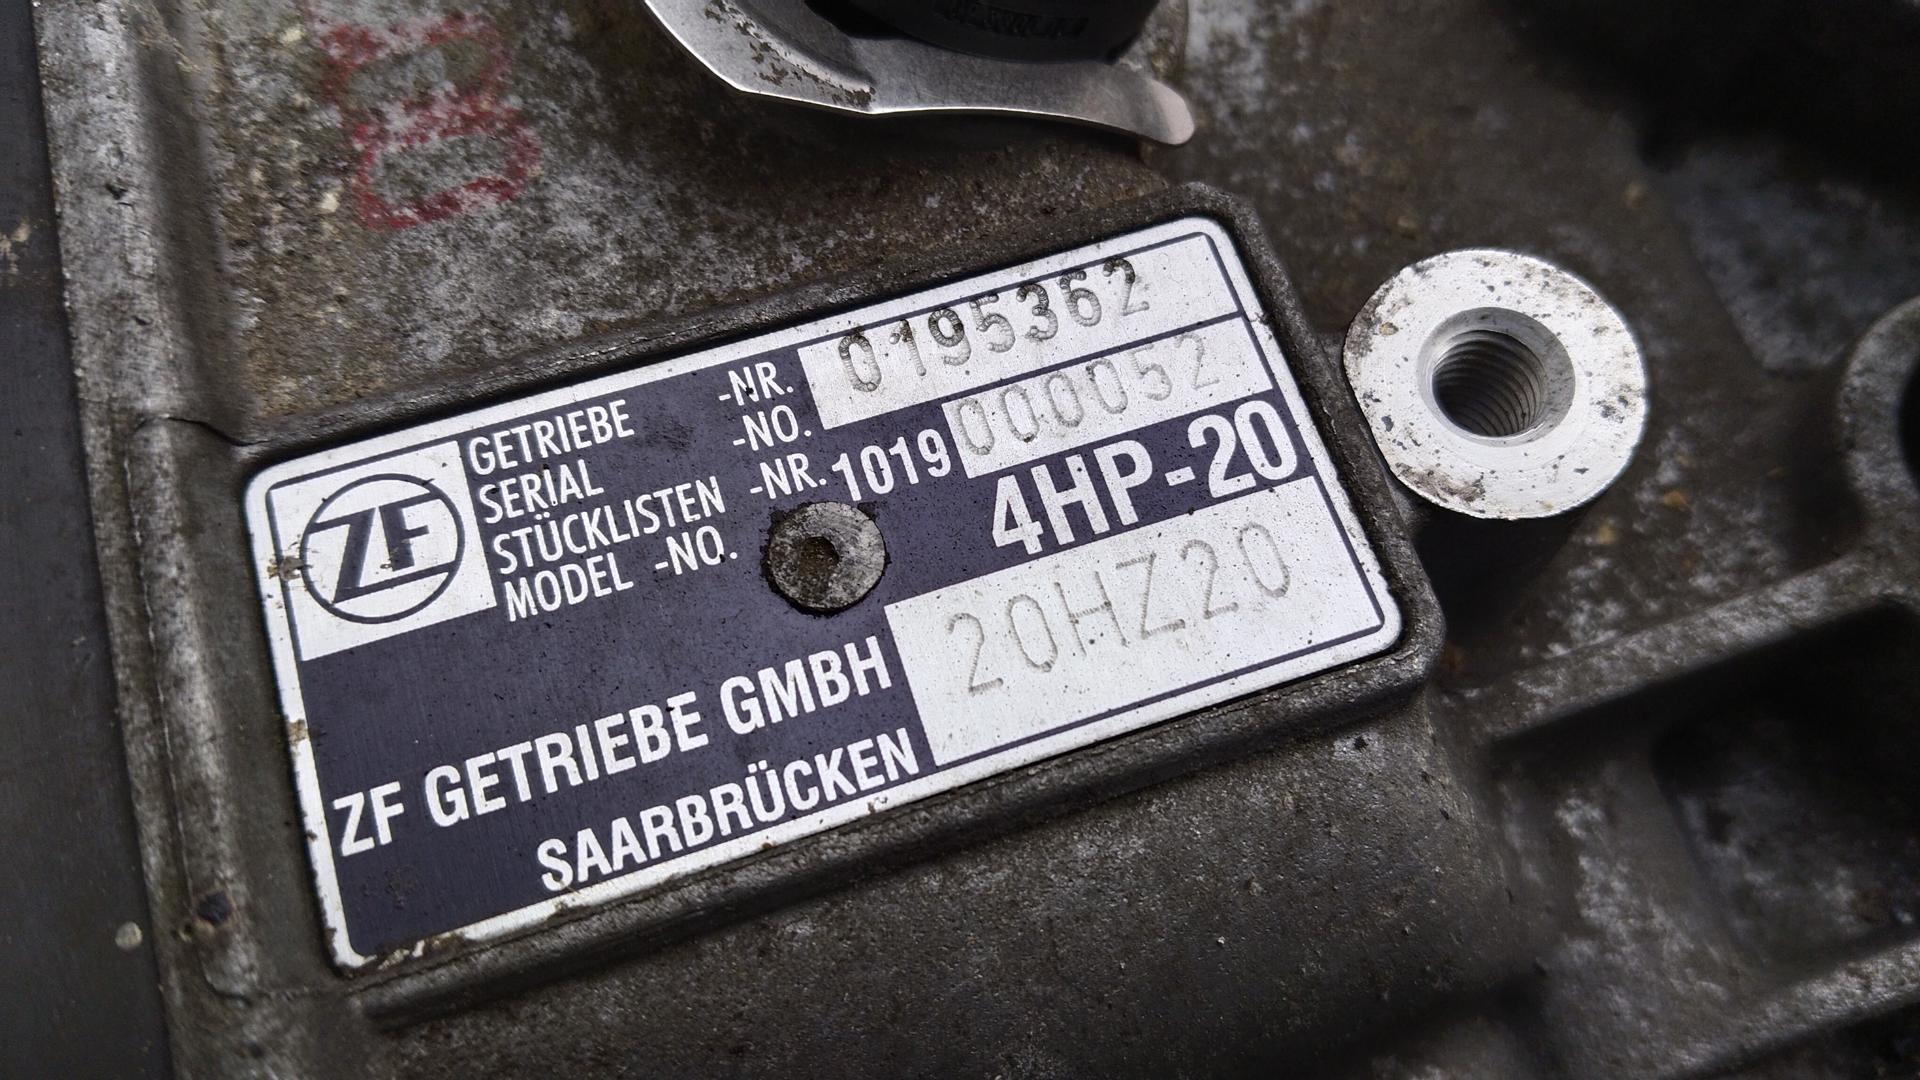 ZF
GETRIEBE -NR. 0195362
SERIAL -NO.
STÜCKLISTEN -NR. 1019 000052
MODEL -NO.
4HP-20
20HZ20
ZF GETRIEBE GMBH
SAARBRÜCKEN